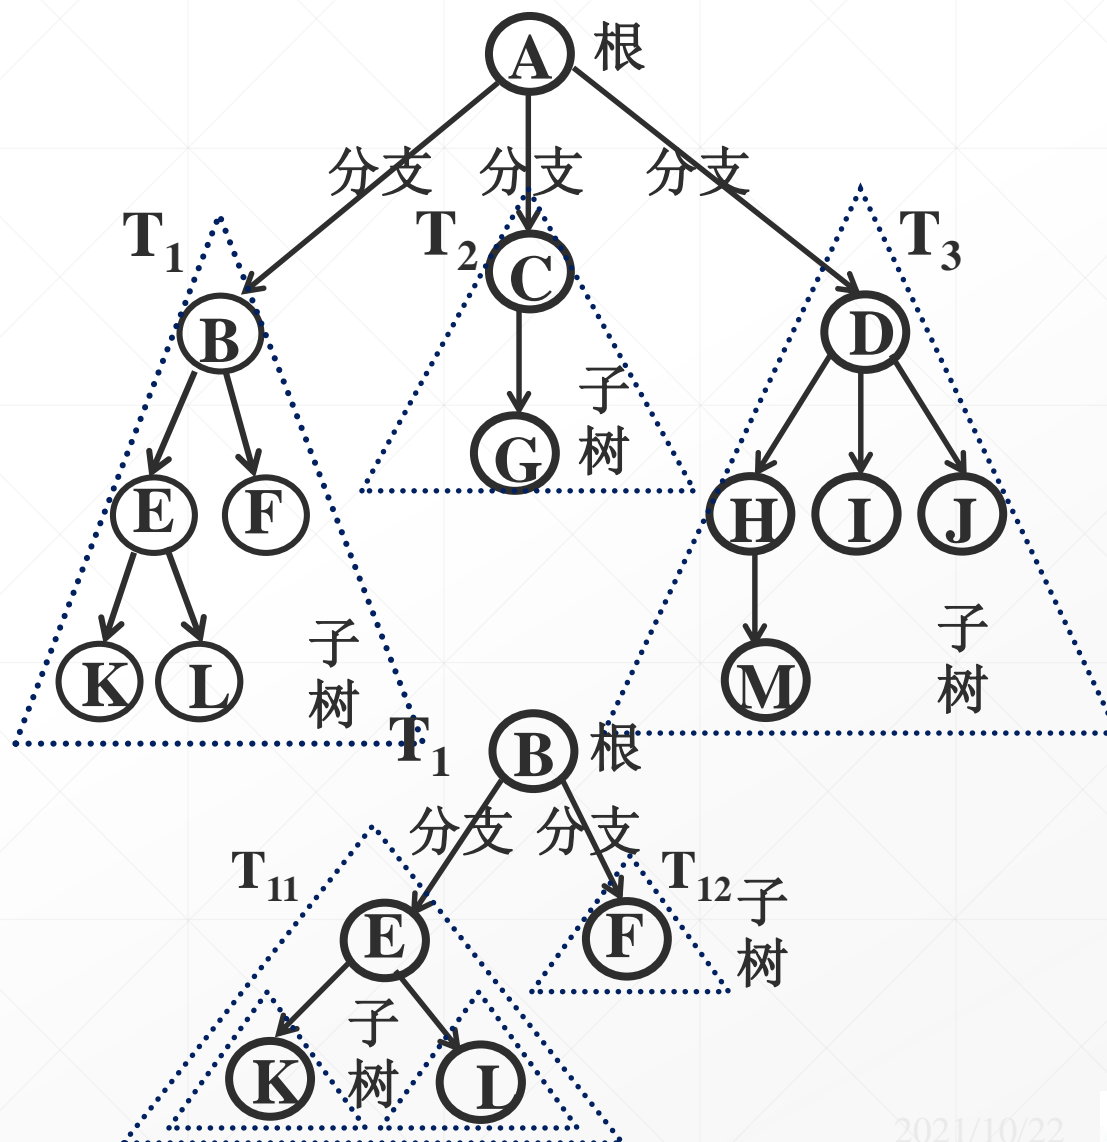 A 根
分支 分支 分支
T1 T2 T3
C
B D
子树
G
E F H I J
子树 子树
K L M
T1 B 根
分支 分支
T11 T12 子树
E F
子树
K L
2021/10/22